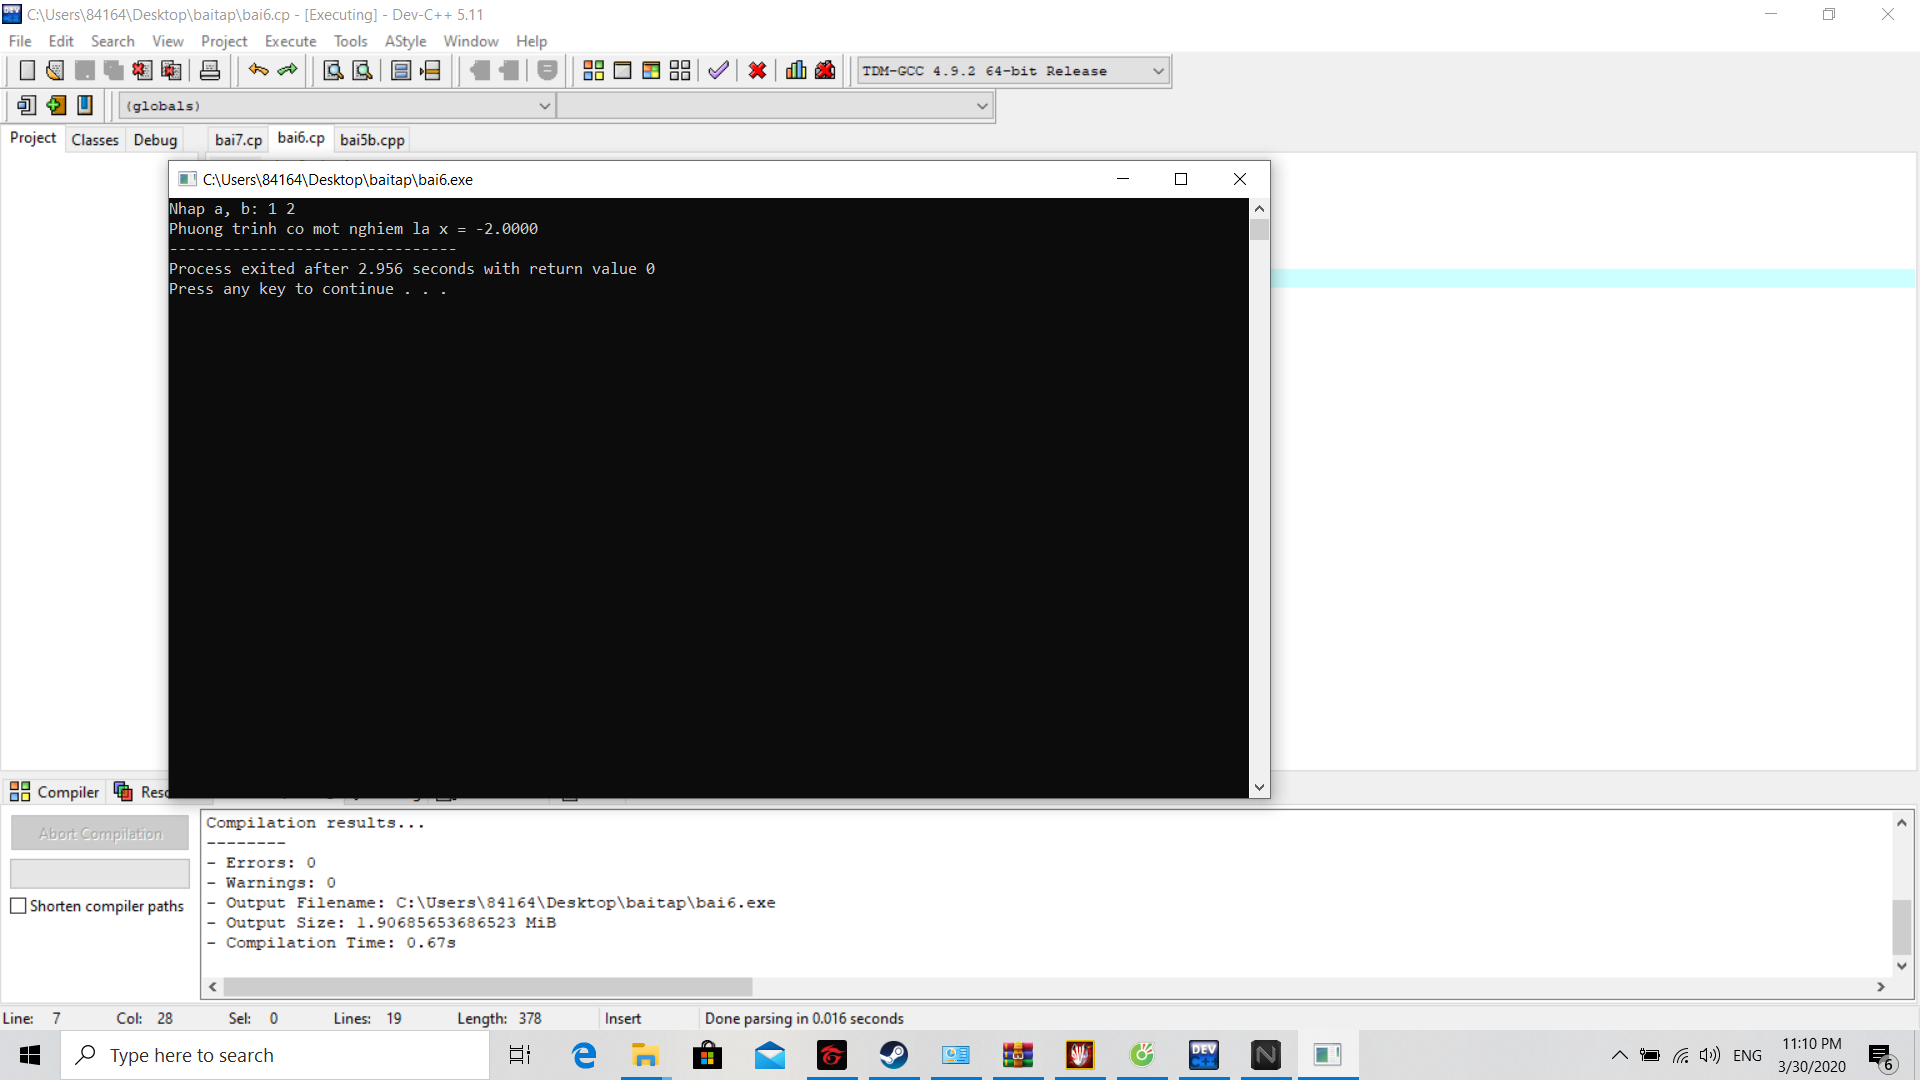 C:\Users\84164\Desktop\baitap\bai6.cp - [Executing] - Dev-C++ 5.11
File Edit Search View Project Execute Tools AStyle Window Help
TDM-GCC 4.9.2 64-bit Release
(globals)
Project Classes Debug bai7.cp bai6.cp bai5b.cpp
C:\Users\84164\Desktop\baitap\bai6.exe
Nhap a, b: 1 2
Phuong trinh co mot nghiem la x = -2.0000
--------------------------------
Process exited after 2.956 seconds with return value 0
Press any key to continue . . .
Compiler
Abort Compilation
Shorten compiler paths
Compilation results...
--------
- Errors: 0
- Warnings: 0
- Output Filename: C:\Users\84164\Desktop\baitap\bai6.exe
- Output Size: 1.90685653686523 MiB
- Compilation Time: 0.67s
Line: 7 Col: 28 Sel: 0 Lines: 19 Length: 378 Insert Done parsing in 0.016 seconds
Type here to search
DEV
ENG
11:10 PM
3/30/2020
6